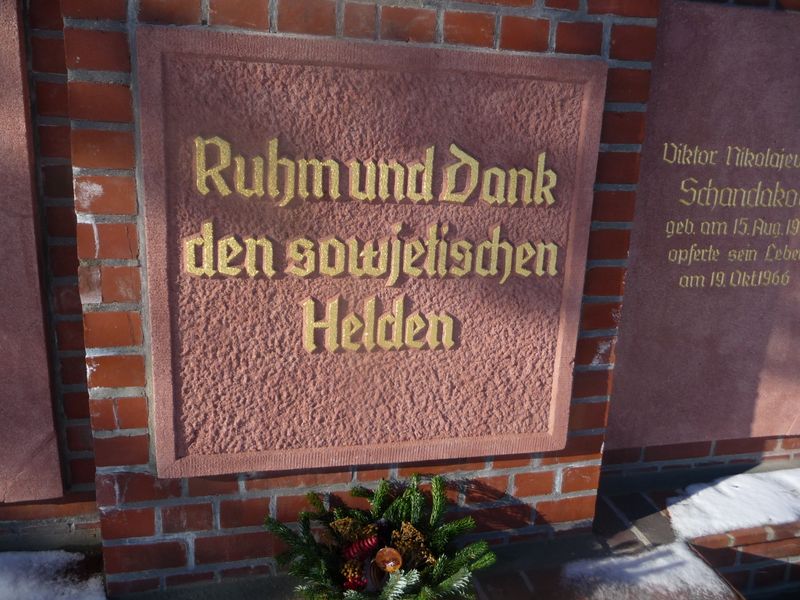 Ruhm und Dank
den sowjetischen
Helden
Viktor
geb. am 15. Aug.
opferte sein
am 19. Okt. 1966